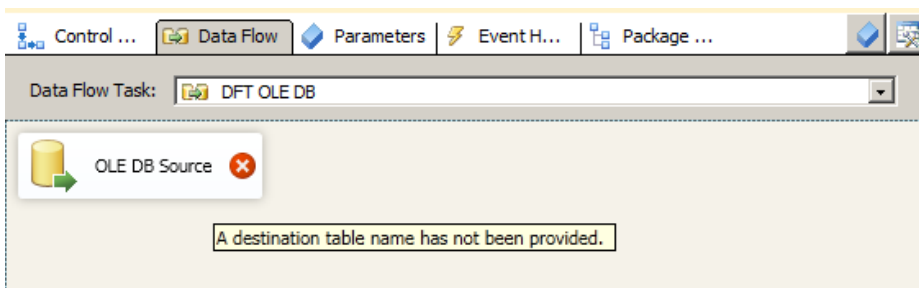 Control ... Data Flow Parameters Event H... Package ...
Data Flow Task: DFT OLE DB
OLE DB Source
A destination table name has not been provided.